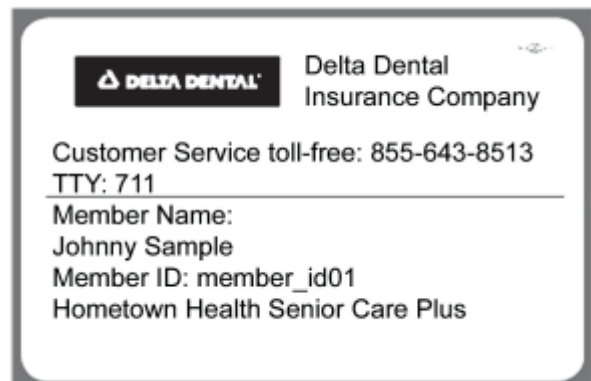 DELTA DENTAL®
Delta Dental
Insurance Company
Customer Service toll-free: 855-643-8513
TTY: 711
Member Name:
Johnny Sample
Member ID: member_id01
Hometown Health Senior Care Plus